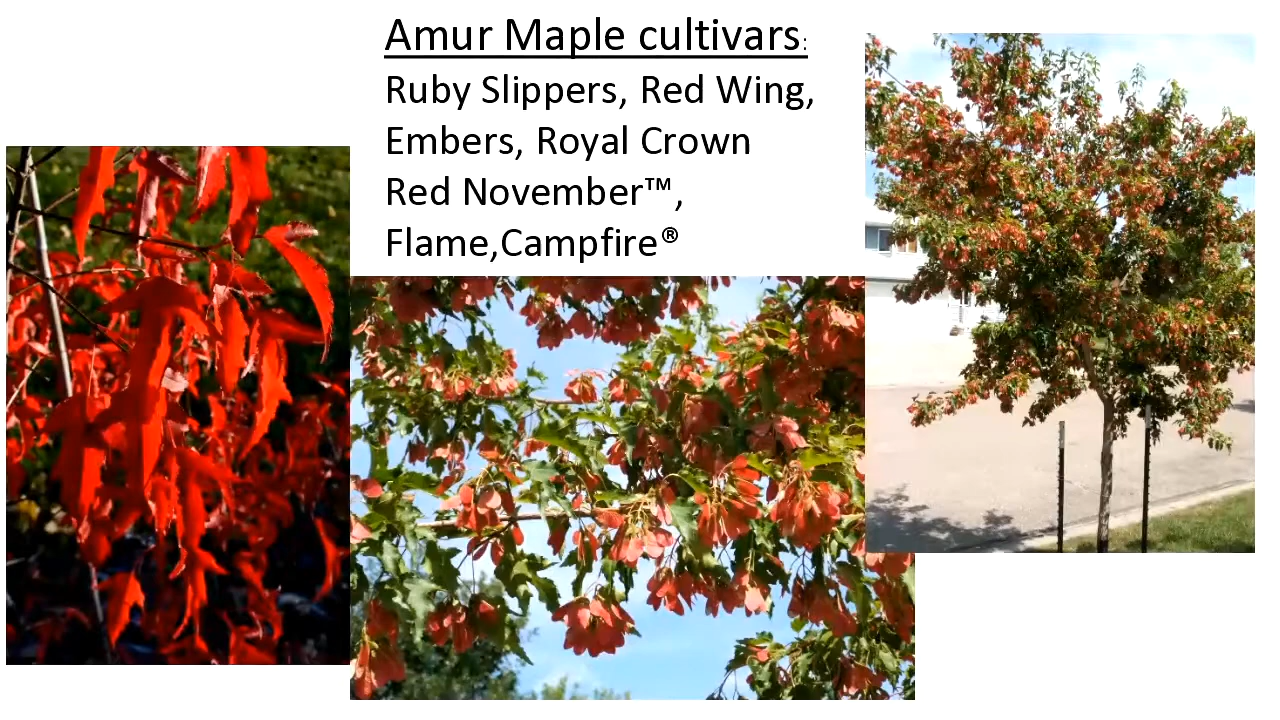 Amur Maple cultivars:
Ruby Slippers, Red Wing,
Embers, Royal Crown
Red November™,
Flame,Campfire®